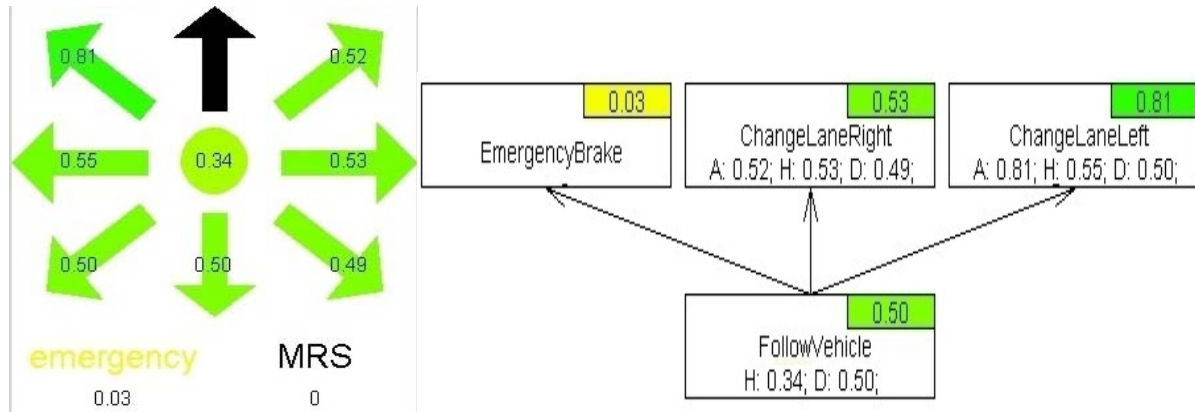 0.81
0.52
0.55
0.34
0.53
0.50
0.50
0.49
emergency
MRS
0.03
0
0.03
EmergencyBrake
0.53
ChangeLaneRight
A: 0.52; H: 0.53; D: 0.49;
0.81
ChangeLaneLeft
A: 0.81; H: 0.55; D: 0.50;
0.50
FollowVehicle
H: 0.34; D: 0.50;